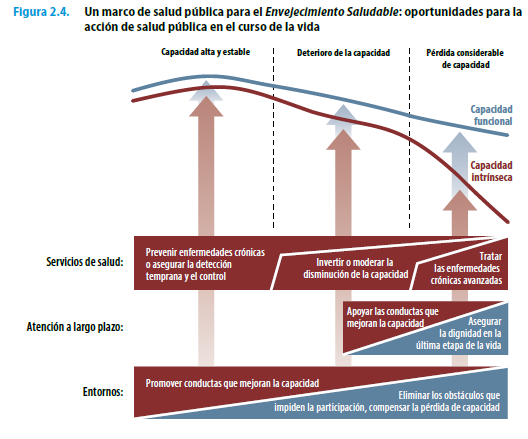 Figura 2.4. Un marco de salud pública para el Envejecimiento Saludable: oportunidades para la
acción de salud pública en el curso de la vida
Capacidad alta y estable
Deterioro de la capacidad
Pérdida considerable
de capacidad
Capacidad
funcional
Capacidad
intrínseca
Servicios de salud:
Prevenir enfermedades crónicas
o asegurar la detección
temprana y el control
Invertir o moderar la
disminución de la capacidad
Tratar
las enfermedades
crónicas avanzadas
Atención a largo plazo:
Apoyar las conductas que
mejoran la capacidad
Asegurar
la dignidad en la
última etapa de la vida
Entornos:
Promover conductas que mejoran la capacidad
Eliminar los obstáculos que
impiden la participación, compensar la pérdida de capacidad